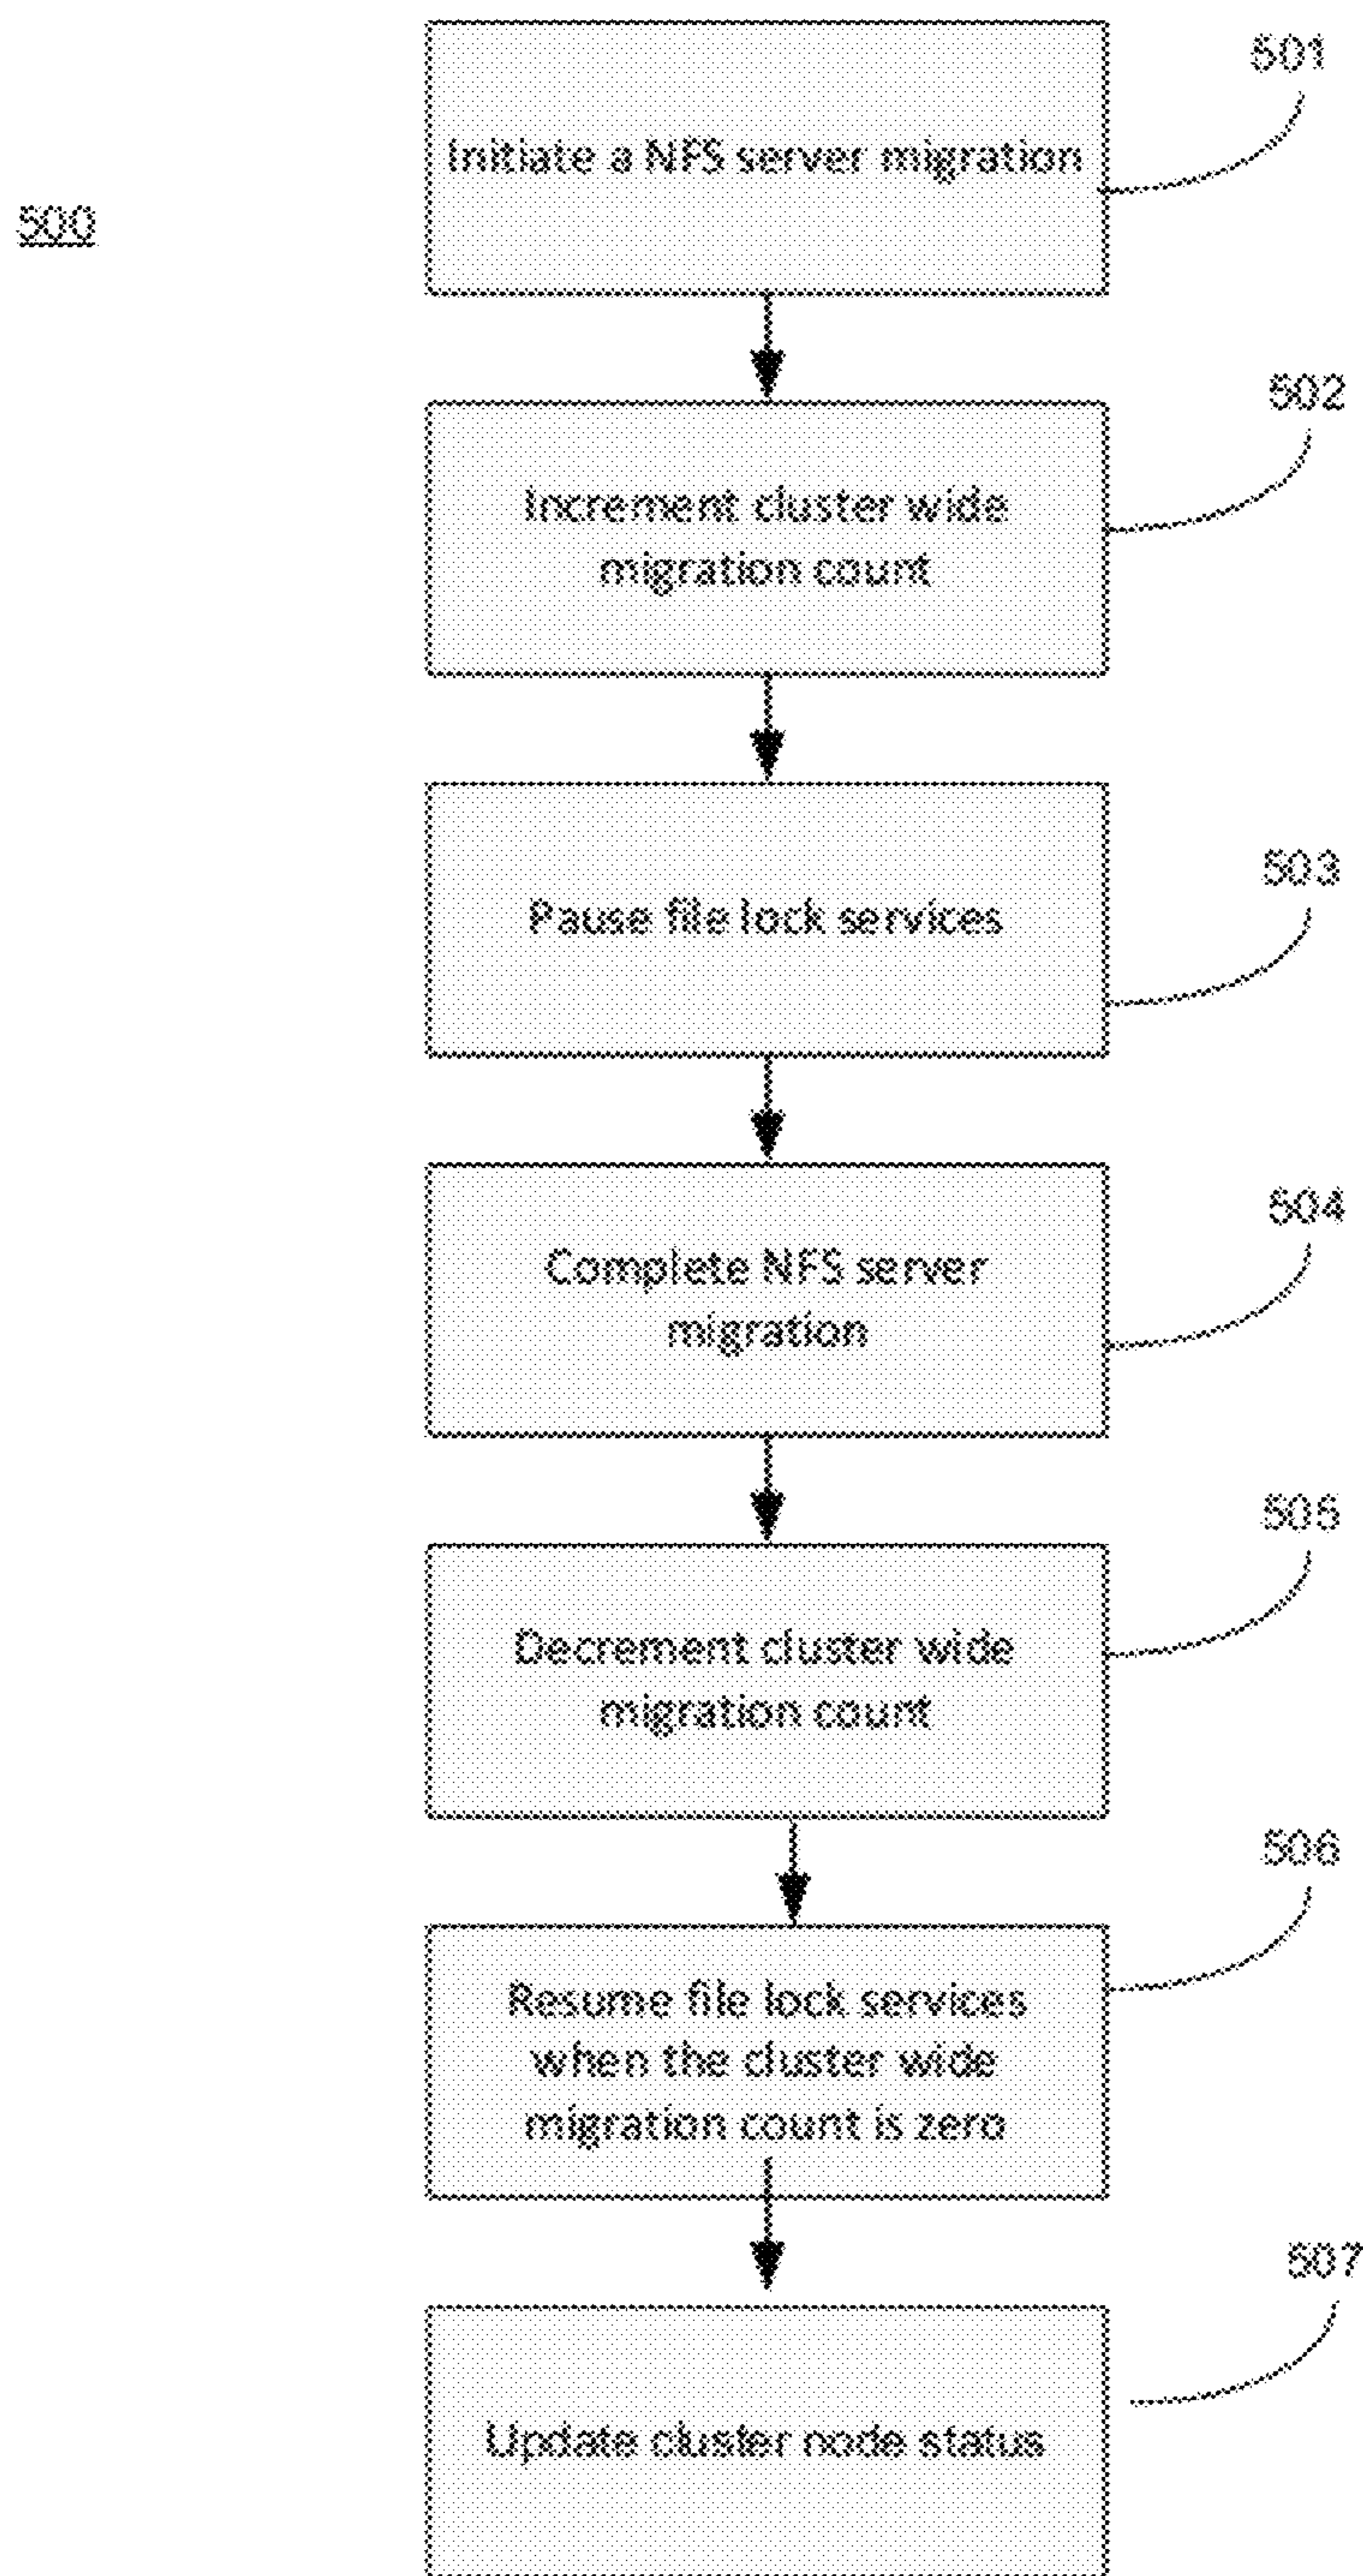 501
Initiate a NFS server migration
500
502
Increment cluster wide
migration count
503
Pause file lock services
504
Complete NFS server
migration
505
Decrement cluster wide
migration count
506
Resume file lock services
when the cluster wide
migration count is zero
507
Update cluster node status